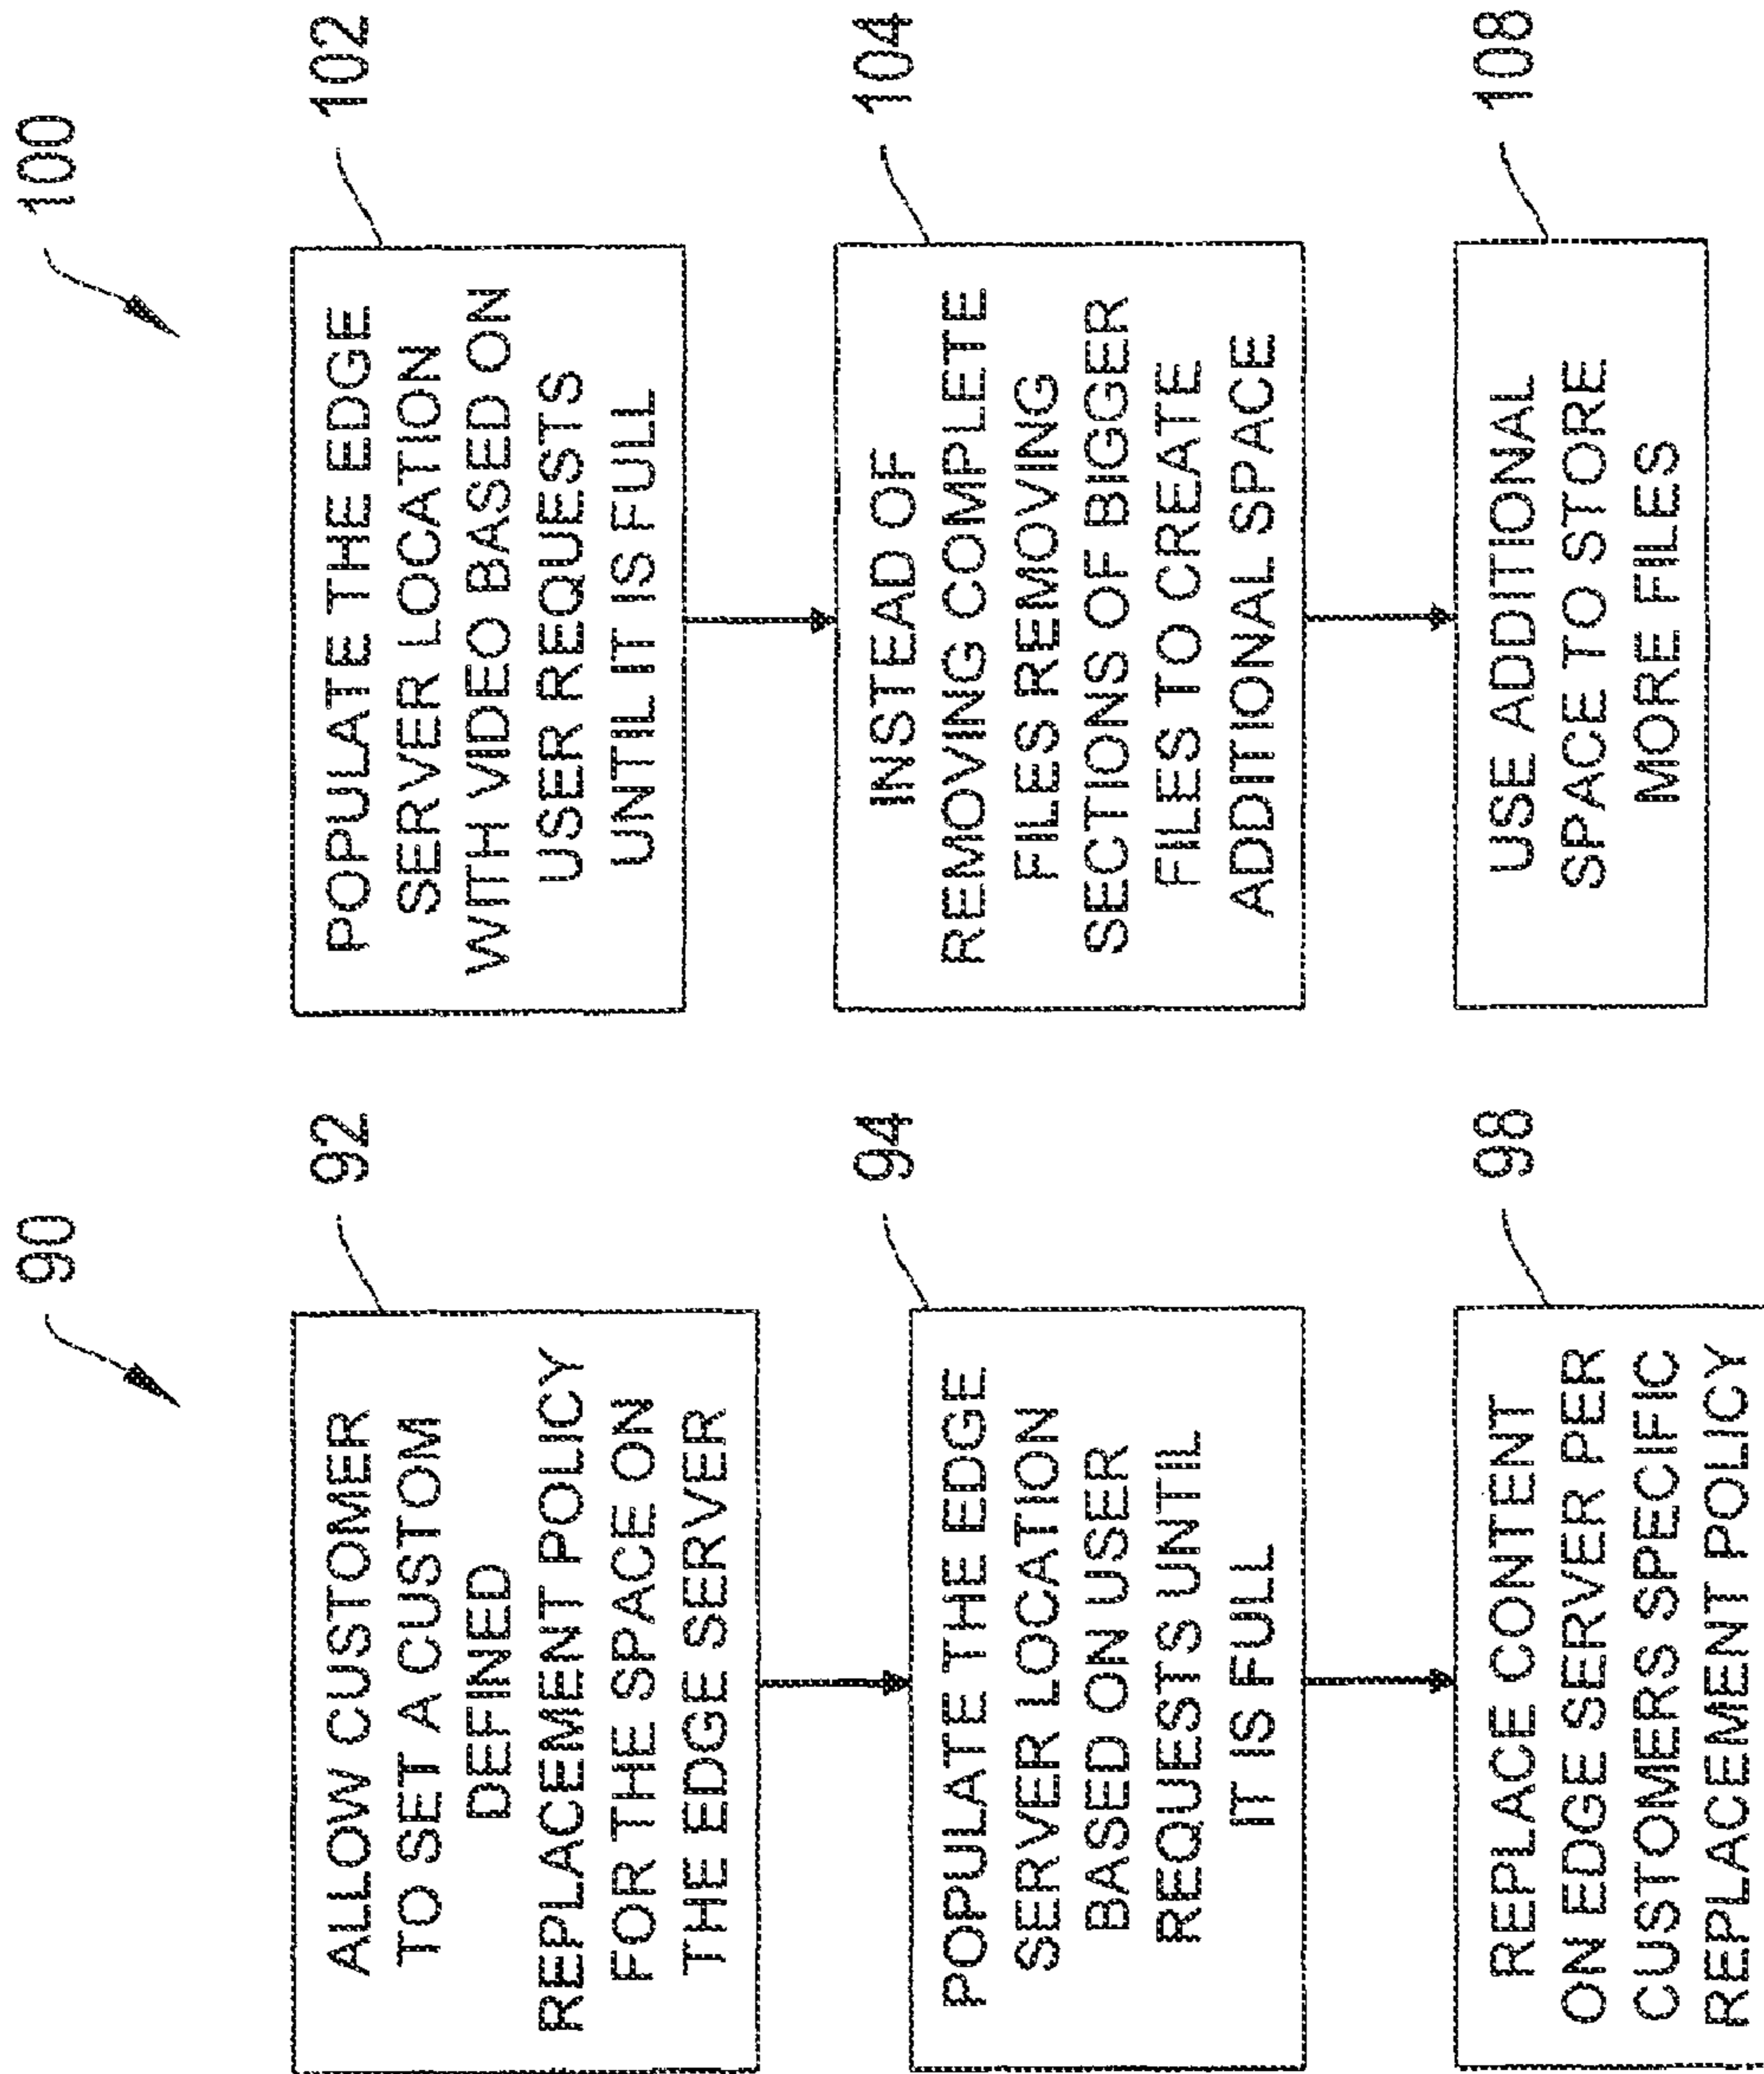 90
92
ALLOW CUSTOMER
TO SET A CUSTOM
DEFINED
REPLACEMENT POLICY
FOR THE SPACE ON
THE EDGE SERVER
94
POPULATE THE EDGE
SERVER LOCATION
BASED ON USER
REQUESTS UNTIL
IT IS FULL
98
REPLACE CONTENT
ON EDGE SERVER PER
CUSTOMERS SPECIFIC
REPLACEMENT POLICY
100
102
POPULATE THE EDGE
SERVER LOCATION
WITH VIDEO BASED ON
USER REQUESTS
UNTIL IT IS FULL
104
INSTEAD OF
REMOVING COMPLETE
FILES REMOVING
SECTIONS OF BIGGER
FILES TO CREATE
ADDITIONAL SPACE
108
USE ADDITIONAL
SPACE TO STORE
MORE FILES